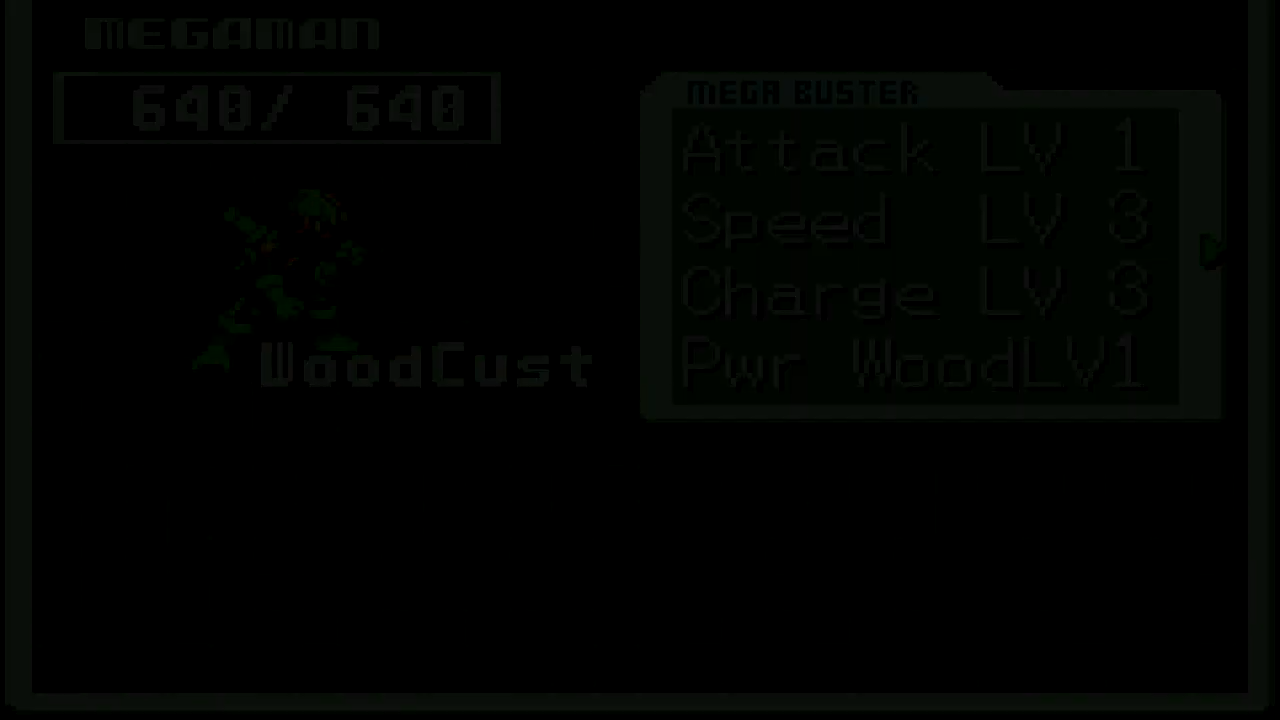 MEGAMAN
640/ 640
WoodCust
MEGA BUSTER
Attack LV 1
Speed LV 3
Charge LV 3
Pwr WoodLV1